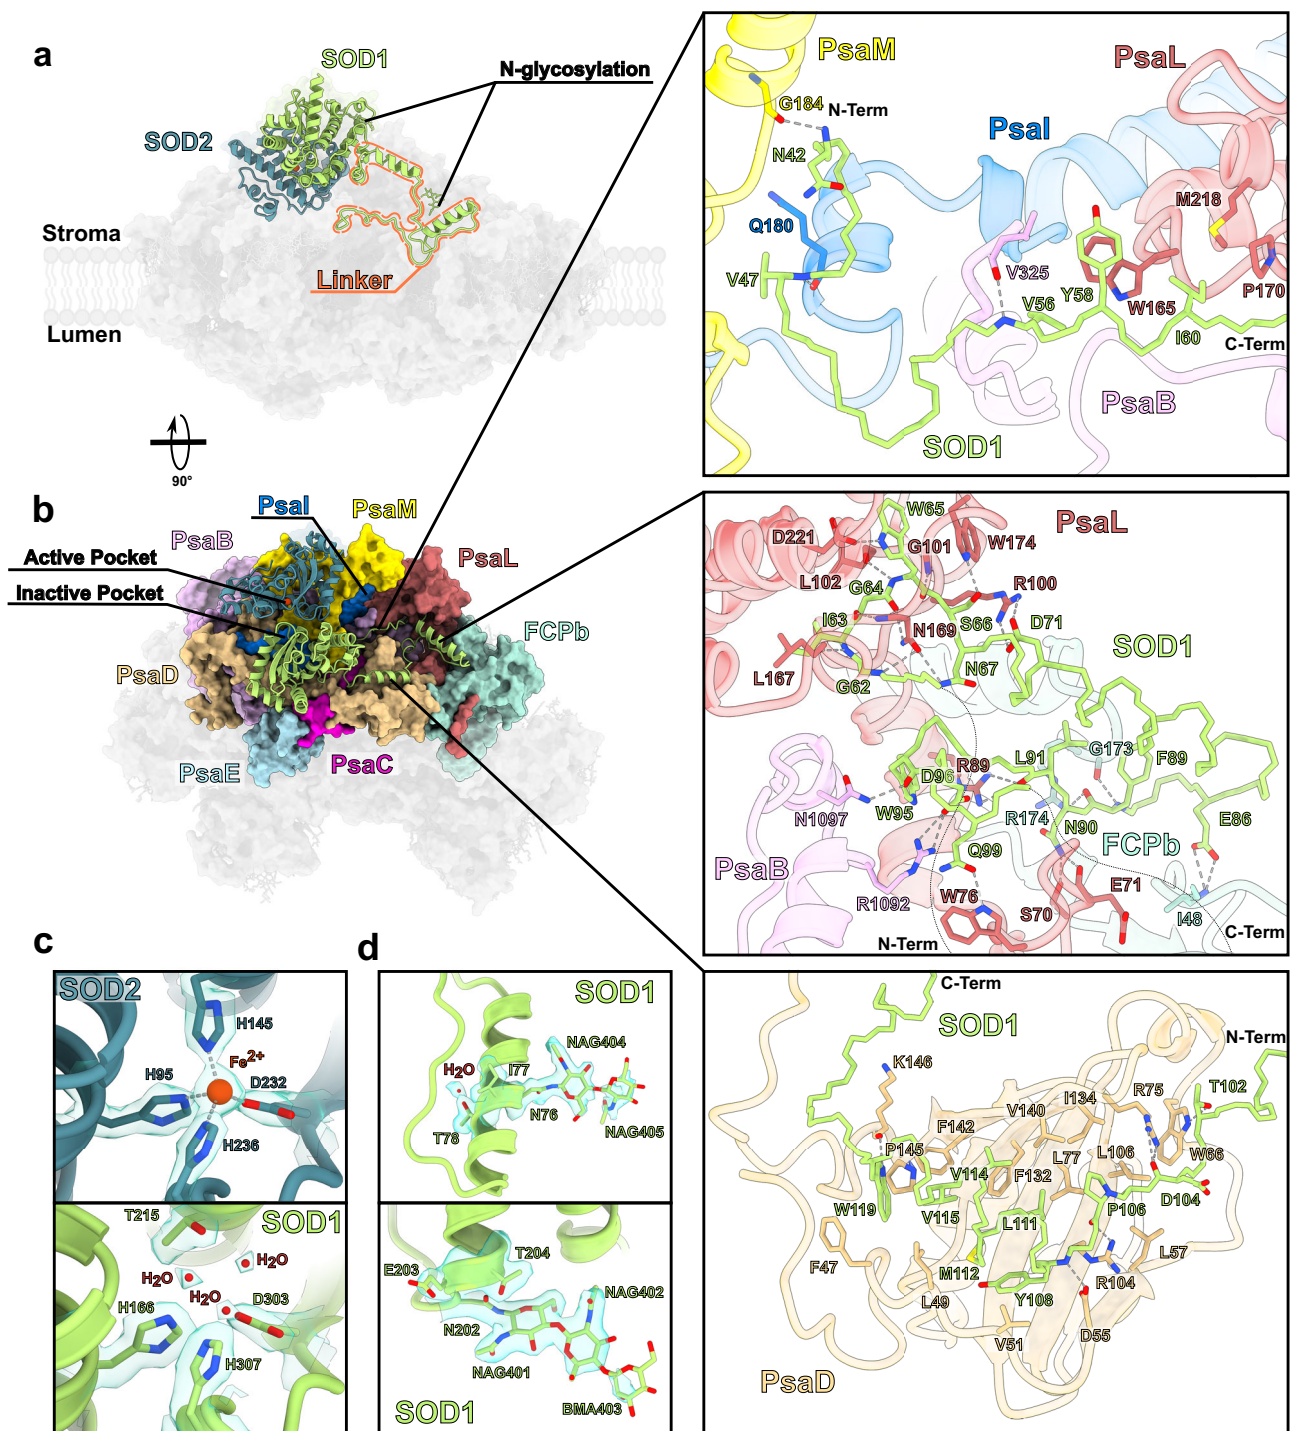 a
SOD1
N-glycosylation
SOD2
Stroma
Linker
Lumen
90°
PsaM
PsaL
G184
N-Term
PsaI
N42
M218
Q180
V47
V325
Y58
V56
W165
P170
I60
C-Term
PsaB
SOD1
b
PsaI
PsaM
PsaB
Active Pocket
PsaL
Inactive Pocket
FCPb
PsaD
PsaE
PsaC
W65
D221
PsaL
G101
W174
L102
G64
R100
I63
S66
D71
N169
SOD1
L167
N67
G62
G173
L91
F89
R89
D96
N1097
W95
R174
N90
E86
FCPb
Q99
PsaB
E71
R1092
W76
S70
I48
N-Term
C-Term
c
SOD2
H145
Fe2+
H95
D232
H236
SOD1
T215
H2O
H2O
H2O
D303
H166
H307
d
SOD1
NAG404
H2O
I77
N76
T78
NAG405
T204
E203
NAG402
N202
NAG401
SOD1
BMA403
C-Term
SOD1
N-Term
K146
R75
T102
I134
V140
F142
P145
L106
W66
L77
V114
F132
D104
W119
P106
V115
L111
L57
F47
M112
R104
Y108
L49
V51
D55
PsaD